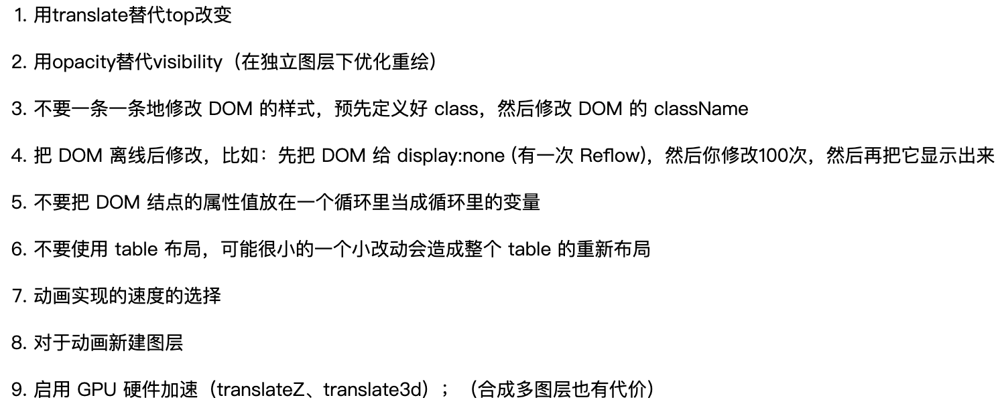 1. 用translate替代top改变
2. 用opacity替代visibility（在独立图层下优化重绘）
3. 不要一条一条地修改 DOM 的样式，预先定义好 class，然后修改 DOM 的 className
4. 把 DOM 离线后修改，比如：先把 DOM 给 display:none (有一次 Reflow)，然后你修改100次，然后再把它显示出来
5. 不要把 DOM 结点的属性值放在一个循环里当成循环里的变量
6. 不要使用 table 布局，可能很小的一个小改动会造成整个 table 的重新布局
7. 动画实现的速度的选择
8. 对于动画新建图层
9. 启用 GPU 硬件加速（translateZ、translate3d）；（合成多图层也有代价）